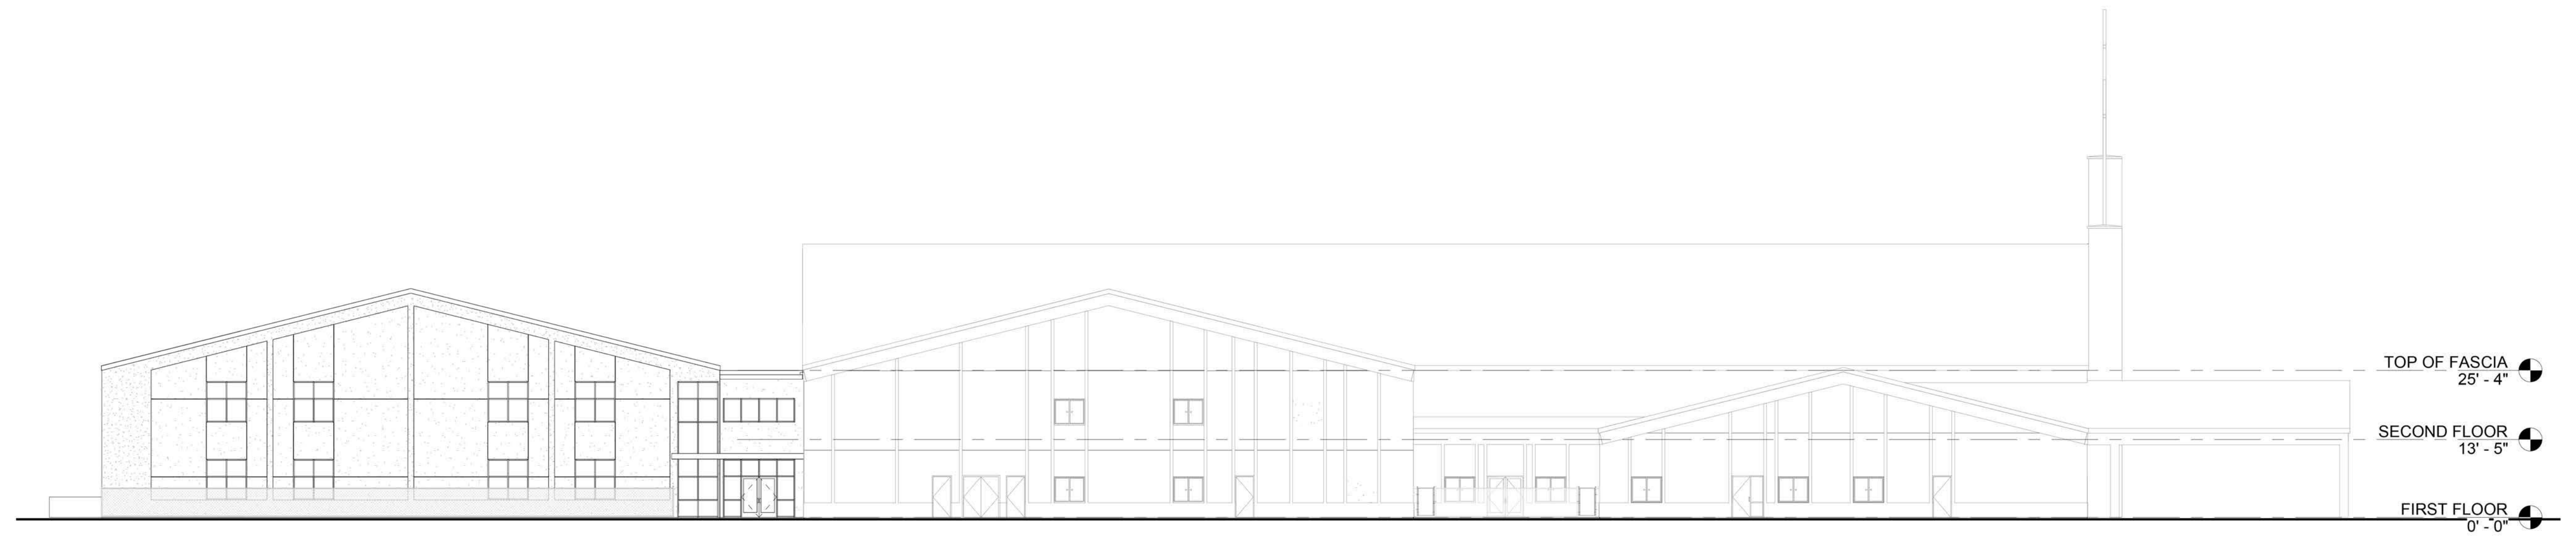 TOP OF FASCIA
25' - 4"
SECOND FLOOR
13' - 5"
FIRST FLOOR
0' - 0"